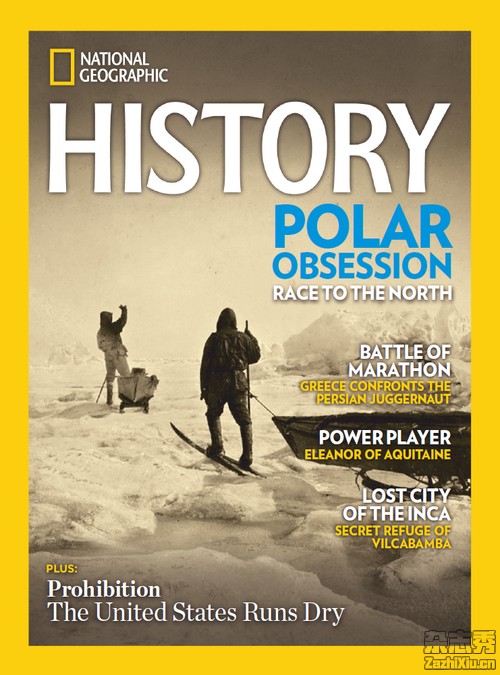 NATIONAL
GEOGRAPHIC
HISTORY
POLAR
OBSESSION
RACE TO THE NORTH
BATTLE OF
MARATHON
GREECE CONFRONTS THE
PERSIAN JUGGERNAUT
POWER PLAYER
ELEANOR OF AQUITAINE
LOST CITY
OF THE INCA
SECRET REFUGE OF
VILCABAMBA
PLUS:
Prohibition
The United States Runs Dry
杂志秀
ZazhiXiu.cn